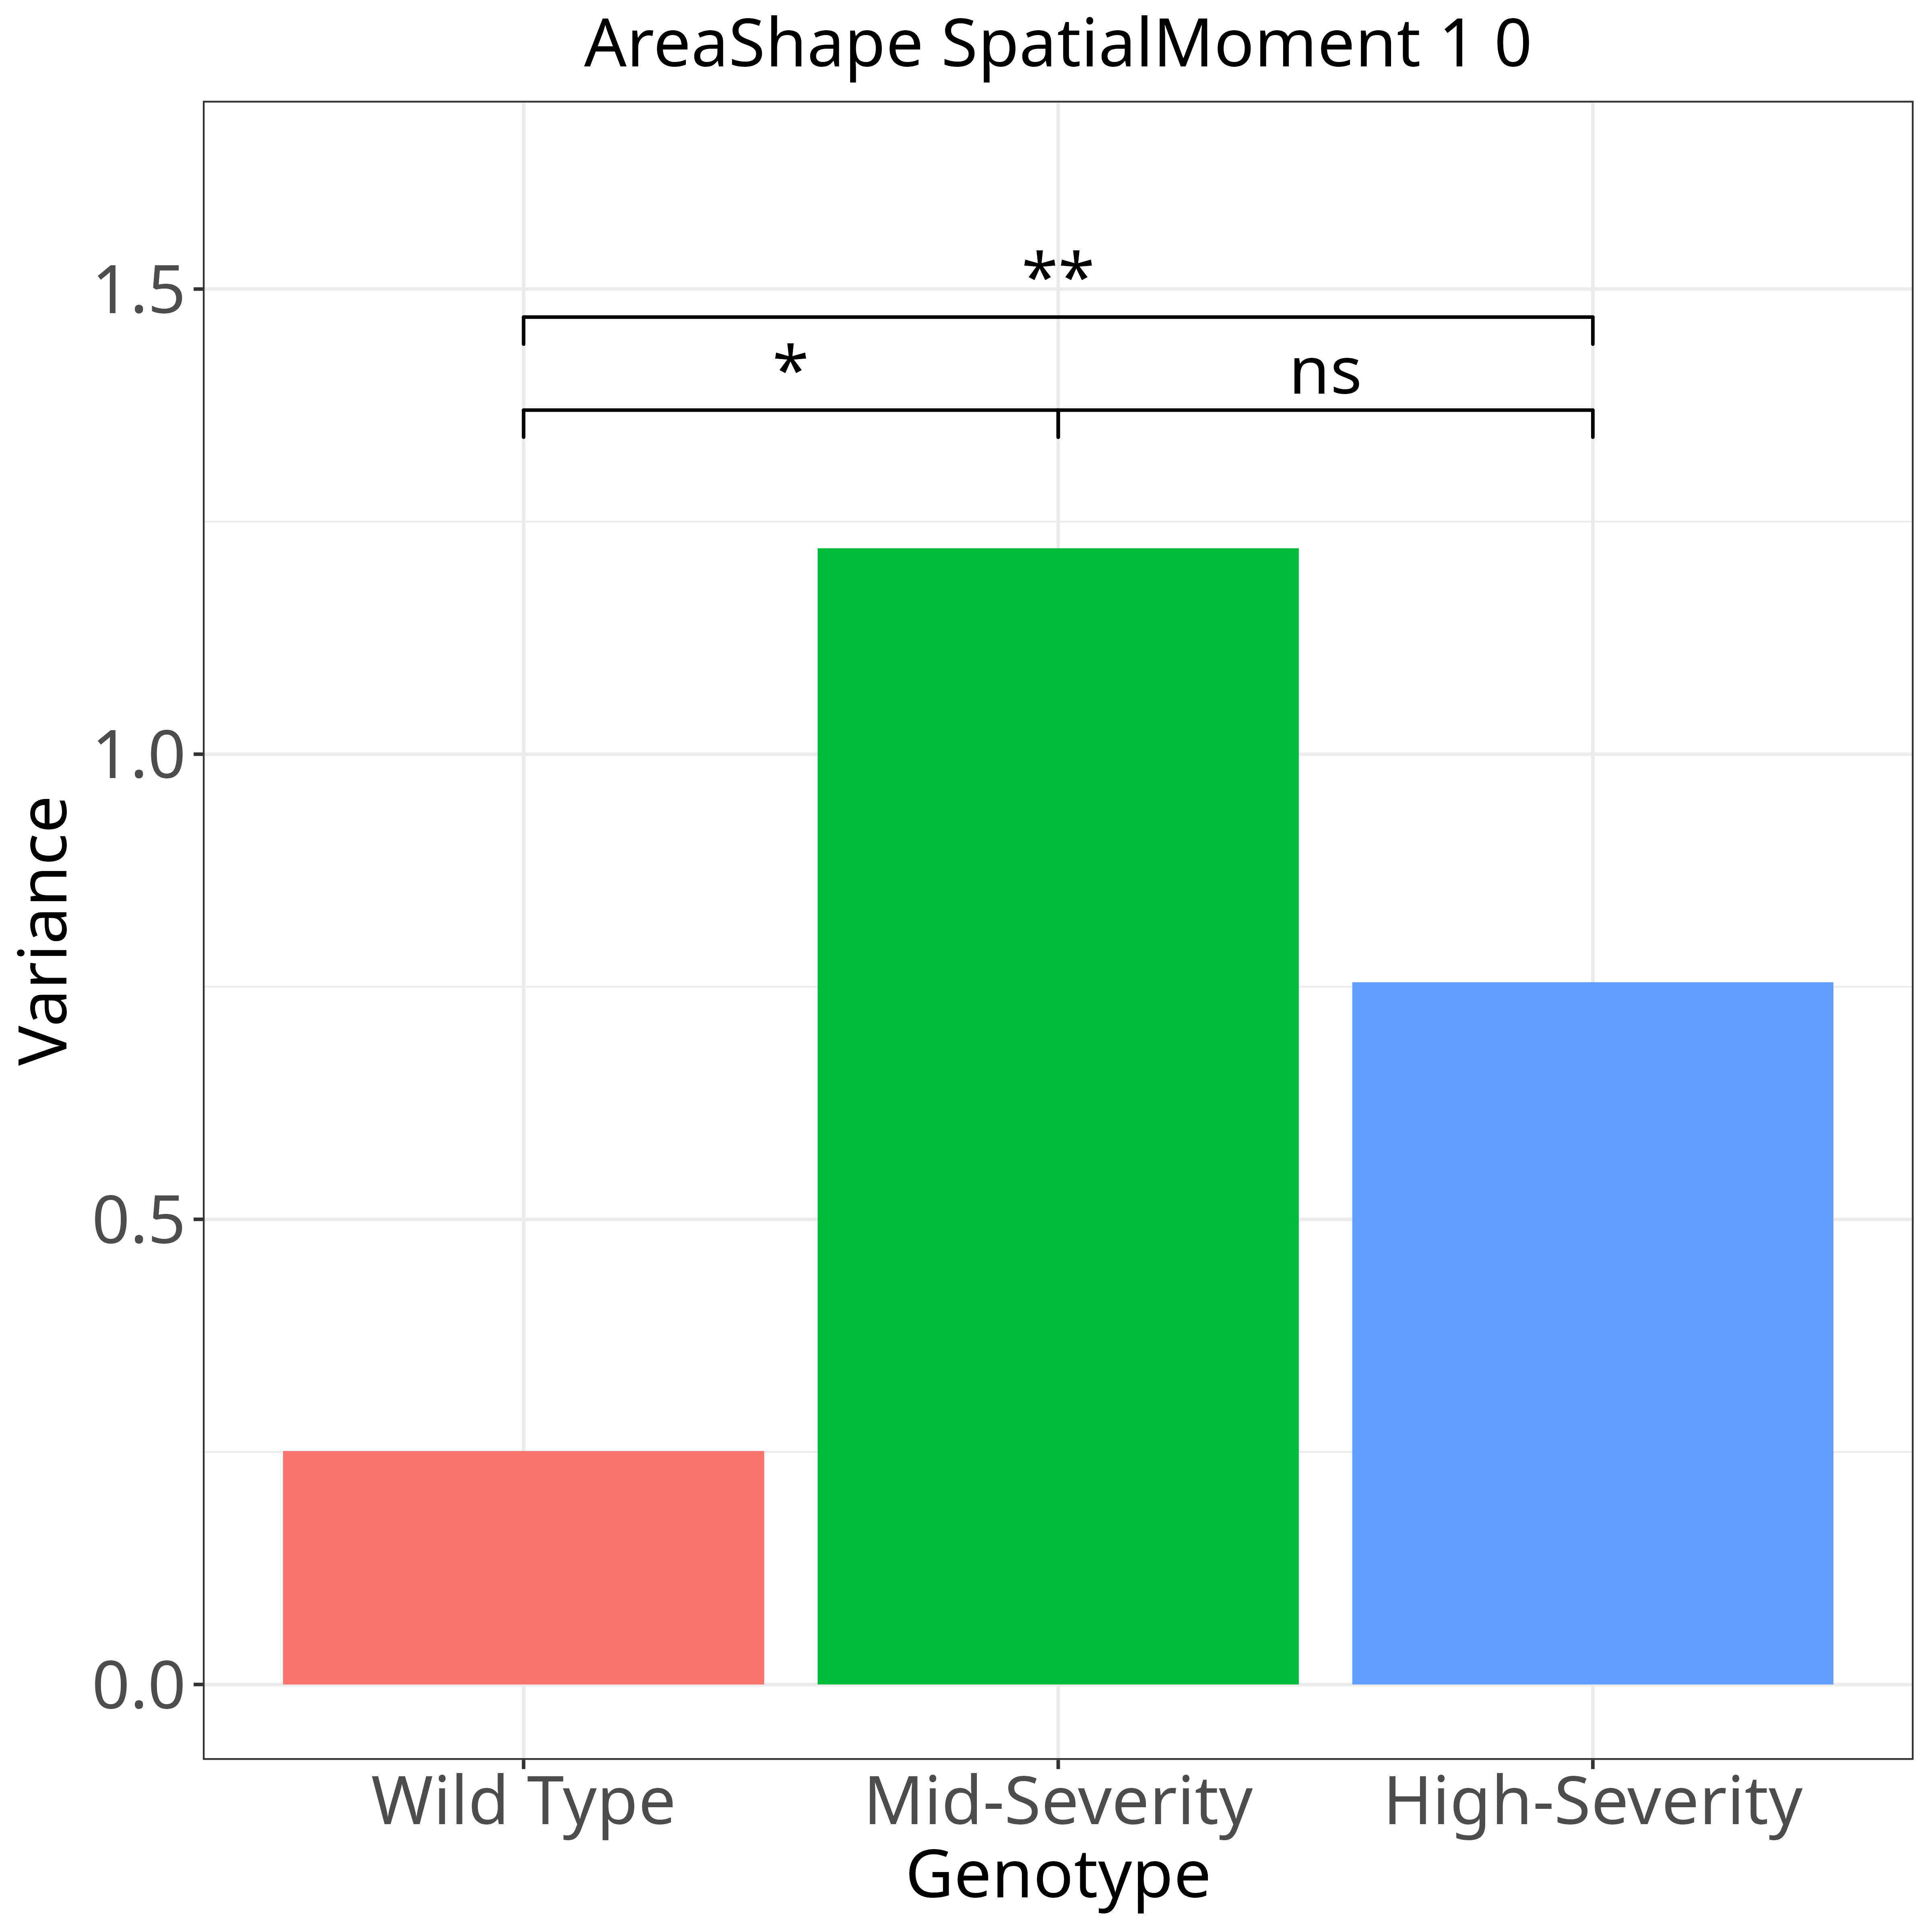 AreaShape SpatialMoment 1 0
**
* ns
1.5
1.0
0.5
0.0
Variance
Wild Type Mid-Severity High-Severity
Genotype